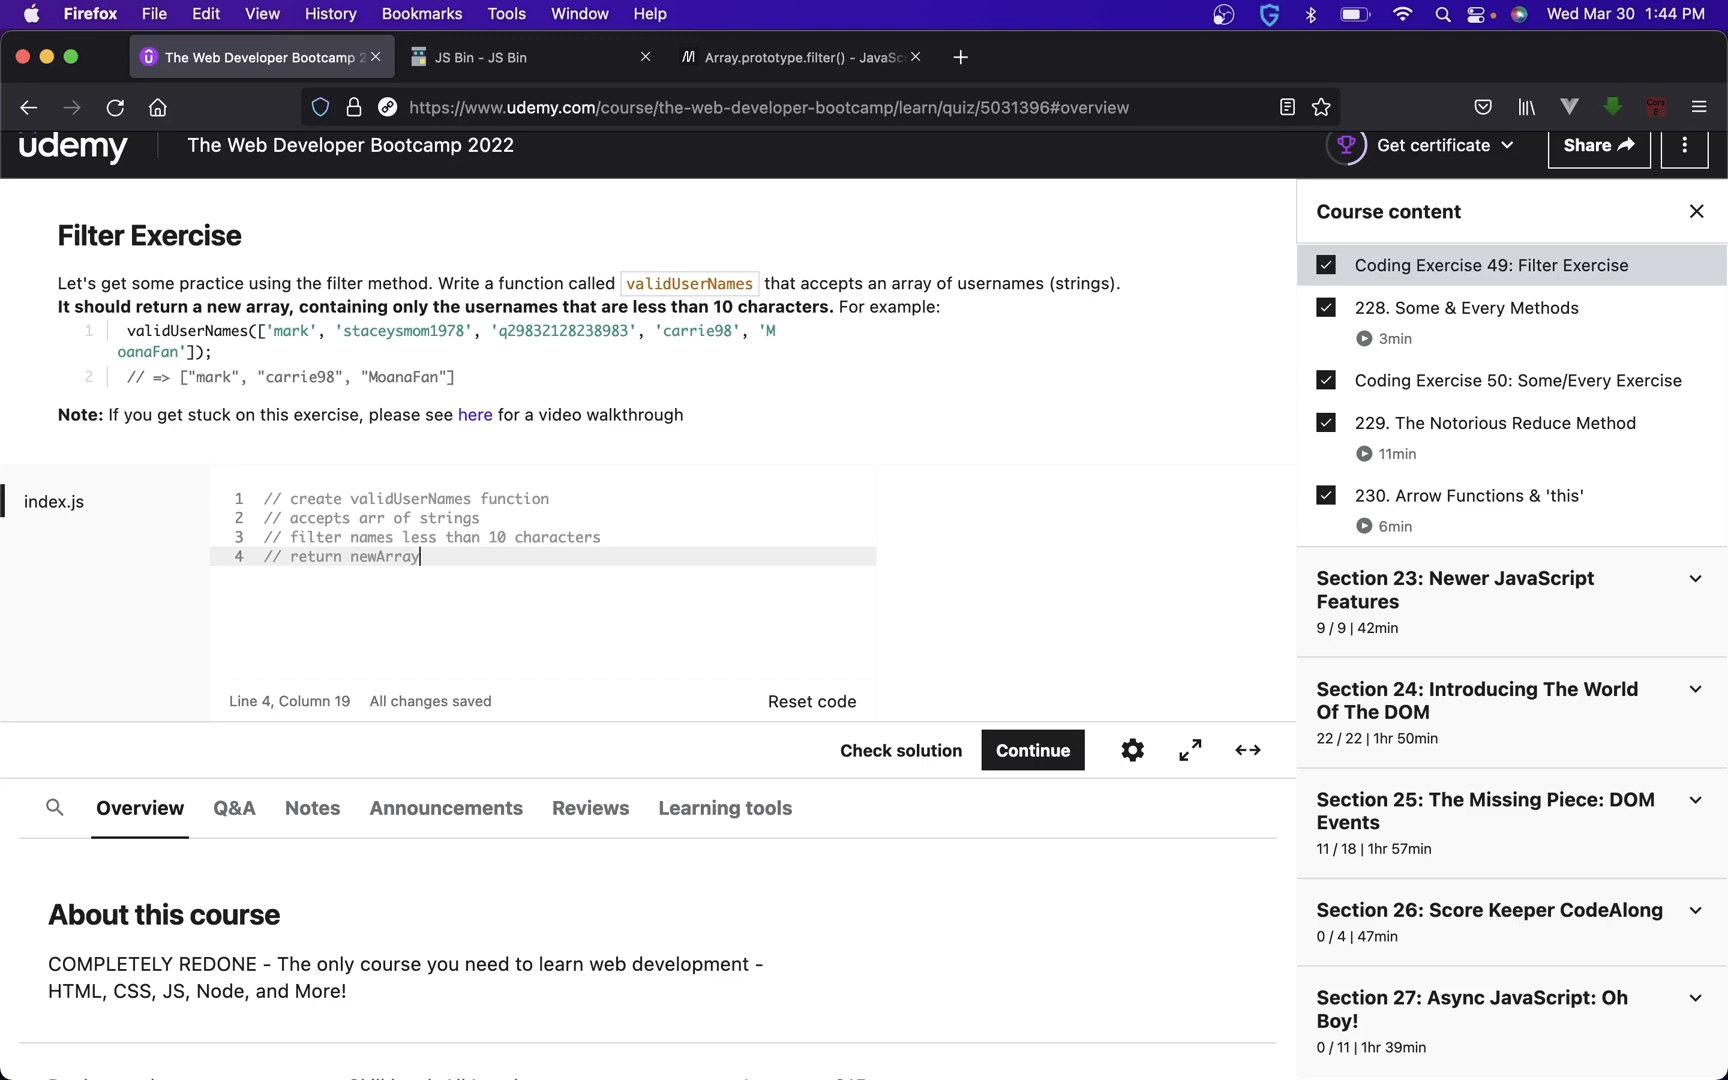 Firefox File Edit View History Bookmarks Tools Window Help
Wed Mar 30 1:44 PM
The Web Developer Bootcamp 2
JS Bin - JS Bin
Array.prototype.filter() - JavaSc
https://www.udemy.com/course/the-web-developer-bootcamp/learn/quiz/5031396#overview
udemy
The Web Developer Bootcamp 2022
Get certificate
Share
Filter Exercise
Let's get some practice using the filter method. Write a function called validUserNames that accepts an array of usernames (strings).
It should return a new array, containing only the usernames that are less than 10 characters. For example:
1 validUserNames(['mark', 'staceysmom1978', 'q29832128238983', 'carrie98', 'M
oanaFan']);
2 // => ["mark", "carrie98", "MoanaFan"]
Note: If you get stuck on this exercise, please see here for a video walkthrough
index.js
1 // create validUserNames function
2 // accepts arr of strings
3 // filter names less than 10 characters
4 // return newArray
Line 4, Column 19 All changes saved
Reset code
Check solution
Continue
Overview Q&A Notes Announcements Reviews Learning tools
About this course
COMPLETELY REDONE - The only course you need to learn web development -
HTML, CSS, JS, Node, and More!
Course content
Coding Exercise 49: Filter Exercise
228. Some & Every Methods
3min
Coding Exercise 50: Some/Every Exercise
229. The Notorious Reduce Method
11min
230. Arrow Functions & 'this'
6min
Section 23: Newer JavaScript
Features
9 / 9 | 42min
Section 24: Introducing The World
Of The DOM
22 / 22 | 1hr 50min
Section 25: The Missing Piece: DOM
Events
11 / 18 | 1hr 57min
Section 26: Score Keeper CodeAlong
0 / 4 | 47min
Section 27: Async JavaScript: Oh
Boy!
0 / 11 | 1hr 39min